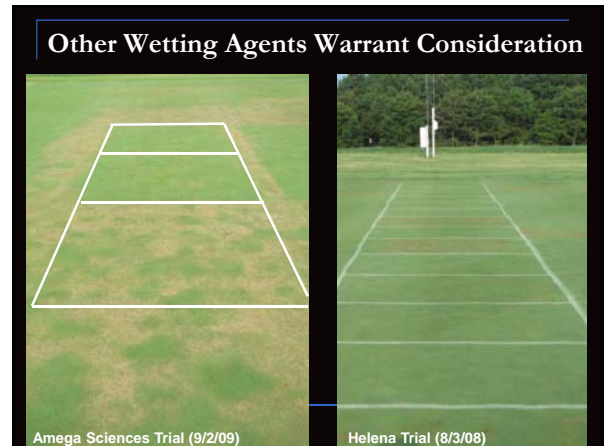 Other Wetting Agents Warrant Consideration
Amega Sciences Trial (9/2/09)
Helena Trial (8/3/08)